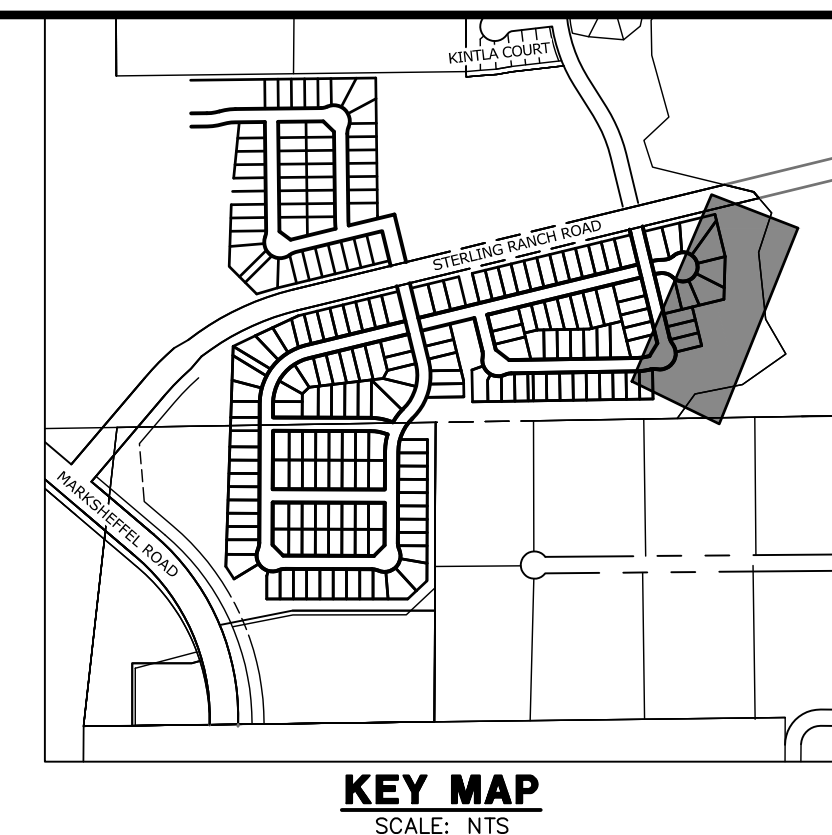 KINTLA COURT
STERLING RANCH ROAD
MARKSHEFFEL ROAD
KEY MAP
SCALE: NTS